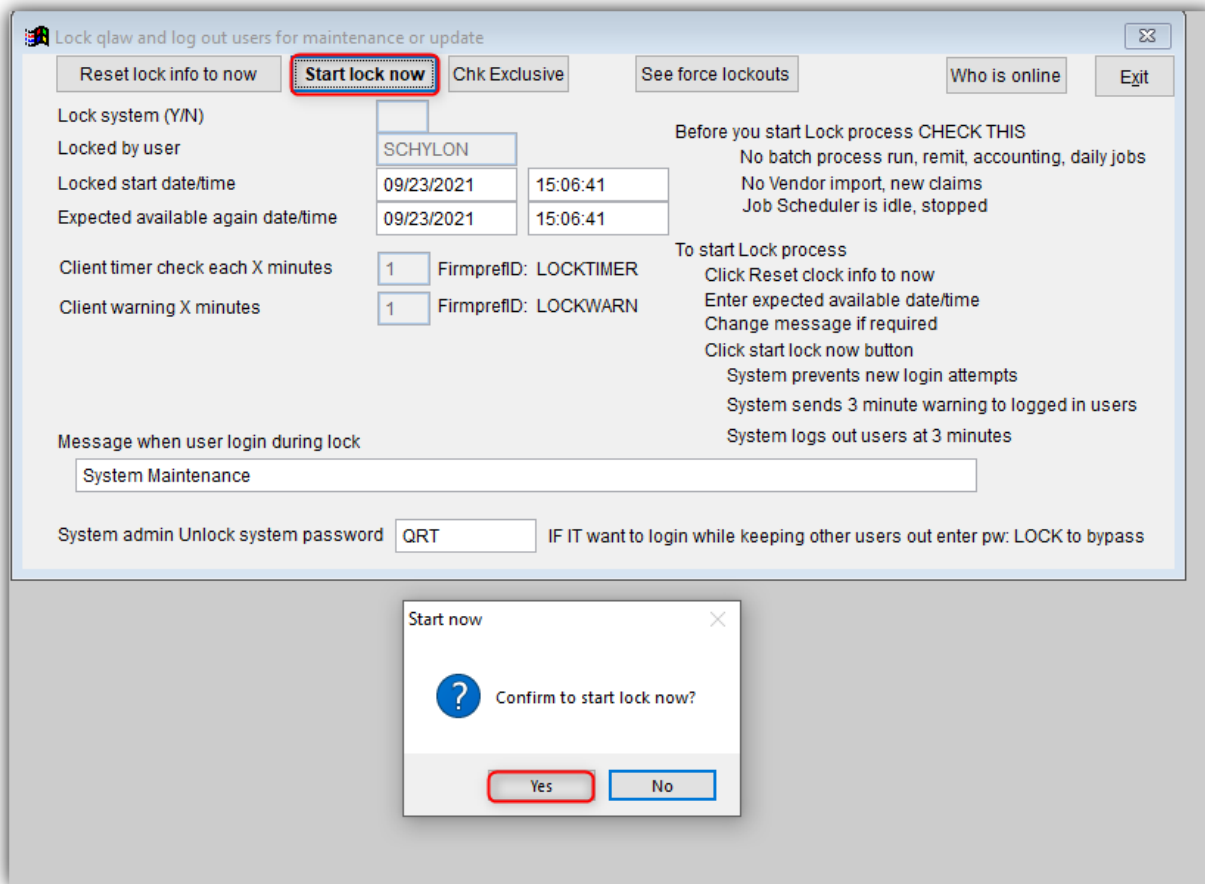 Lock qlaw and log out users for maintenance or update
Reset lock info to now Start lock now Chk Exclusive See force lockouts Who is online Exit
Lock system (Y/N)
Locked by user SCHYLON
Locked start date/time 09/23/2021 15:06:41
Expected available again date/time 09/23/2021 15:06:41
Client timer check each X minutes 1 FirmprefID: LOCKTIMER
Client warning X minutes 1 FirmprefID: LOCKWARN
Before you start Lock process CHECK THIS
No batch process run, remit, accounting, daily jobs
No Vendor import, new claims
Job Scheduler is idle, stopped
To start Lock process
Click Reset clock info to now
Enter expected available date/time
Change message if required
Click start lock now button
System prevents new login attempts
System sends 3 minute warning to logged in users
System logs out users at 3 minutes
Message when user login during lock
System Maintenance
System admin Unlock system password QRT IF IT want to login while keeping other users out enter pw: LOCK to bypass
Start now
Confirm to start lock now?
Yes No